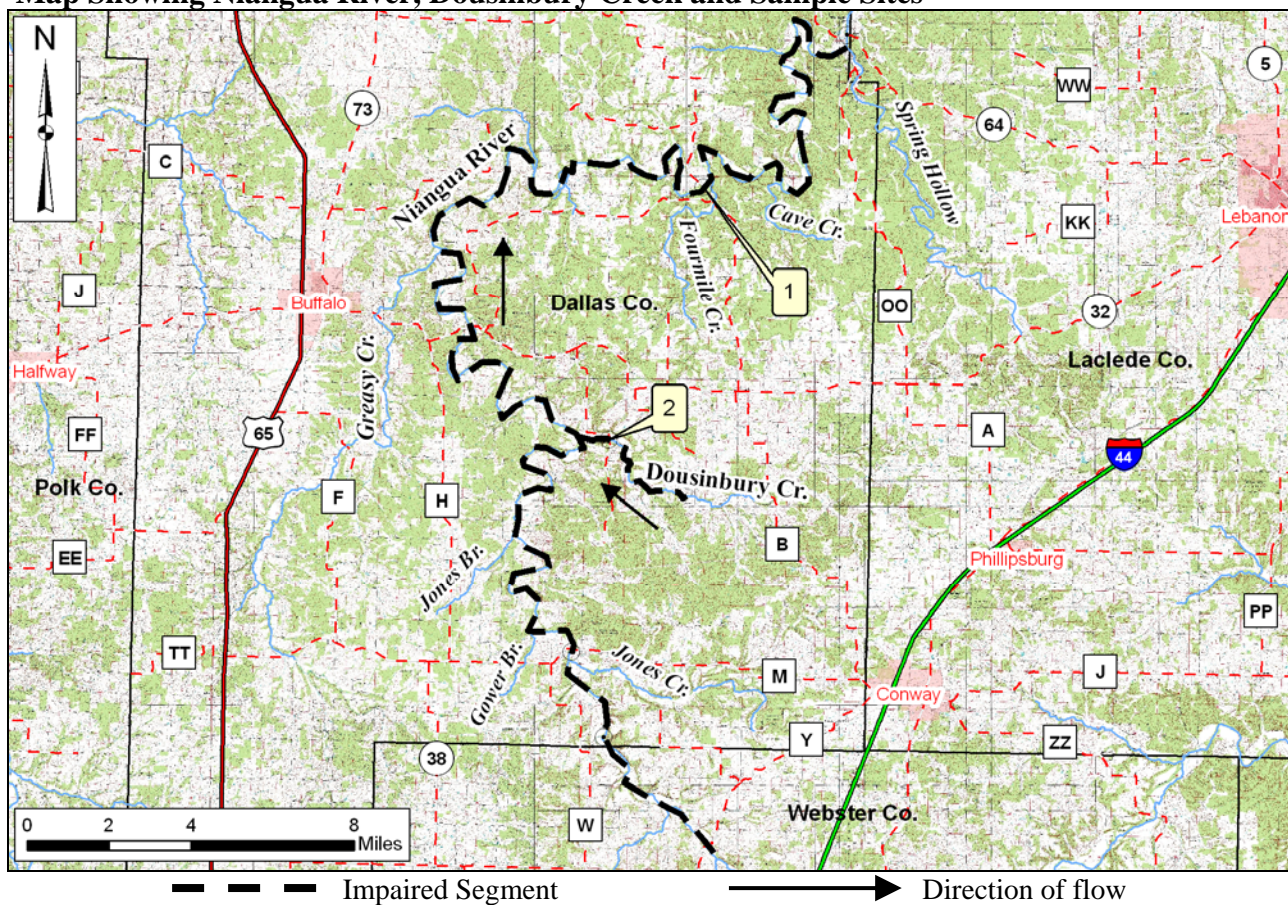 Map Showing Niangua River, Dousinbury Creek and Sample Sites
N
73
5
WW
64
C
Niangua River
Spring Hollow
Lebanon
KK
Cave Cr.
Fourmile Cr.
1
J
Buffalo
Dallas Co.
OO
32
Laclede Co.
Halfway
Greasy Cr.
2
FF
65
A
44
Polk Co.
Dousinbury Cr.
F
H
B
EE
Jones Br.
Phillipsburg
PP
TT
Gower Br.
Jones Cr.
M
Conway
J
38
Y
ZZ
0 2 4 8
Miles
W
Webster Co.
Impaired Segment
Direction of flow